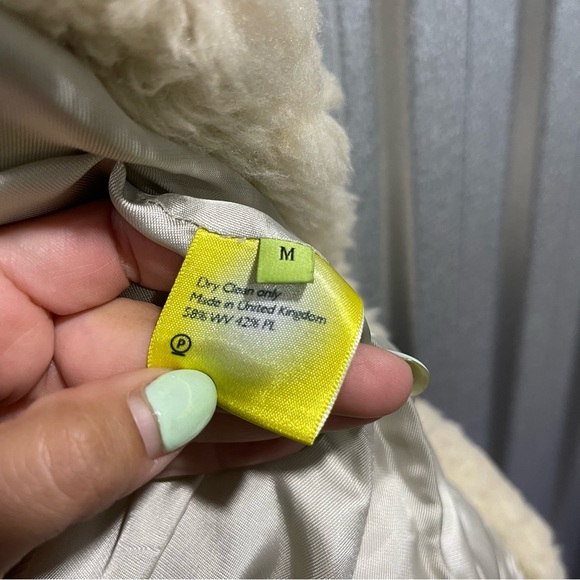 M
Dry Clean only
Made in United Kingdom
58% WV 42% PL
P